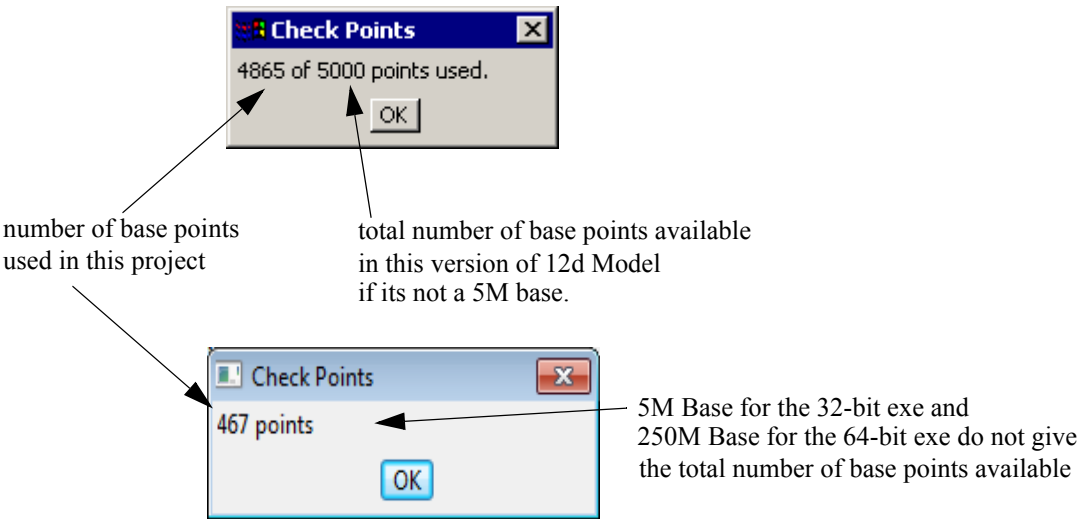 Check Points
4865 of 5000 points used.
OK
number of base points
used in this project
total number of base points available
in this version of 12d Model
if its not a 5M base.
Check Points
467 points
OK
5M Base for the 32-bit exe and
250M Base for the 64-bit exe do not give
the total number of base points available